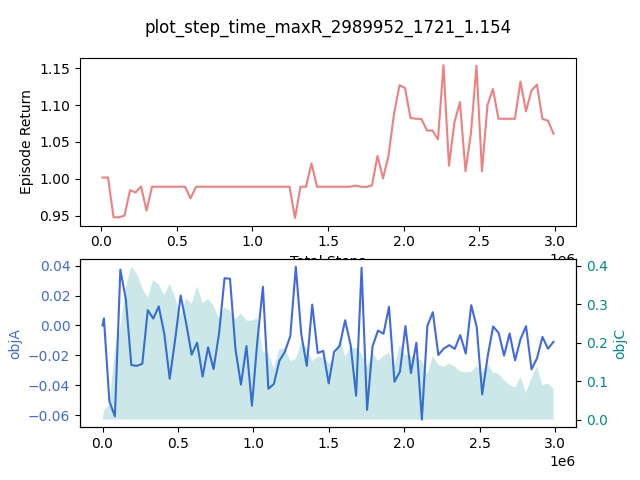 plot_step_time_maxR_2989952_1721_1.154
Episode Return
1.15
1.10
1.05
1.00
0.95
0.0 0.5 1.0 1.5 2.0 2.5 3.0
1e6
Total Steps
objA
0.04
0.02
0.00
−0.02
−0.04
−0.06
0.4
0.3
0.2
0.1
0.0
objC
0.0 0.5 1.0 1.5 2.0 2.5 3.0
1e6